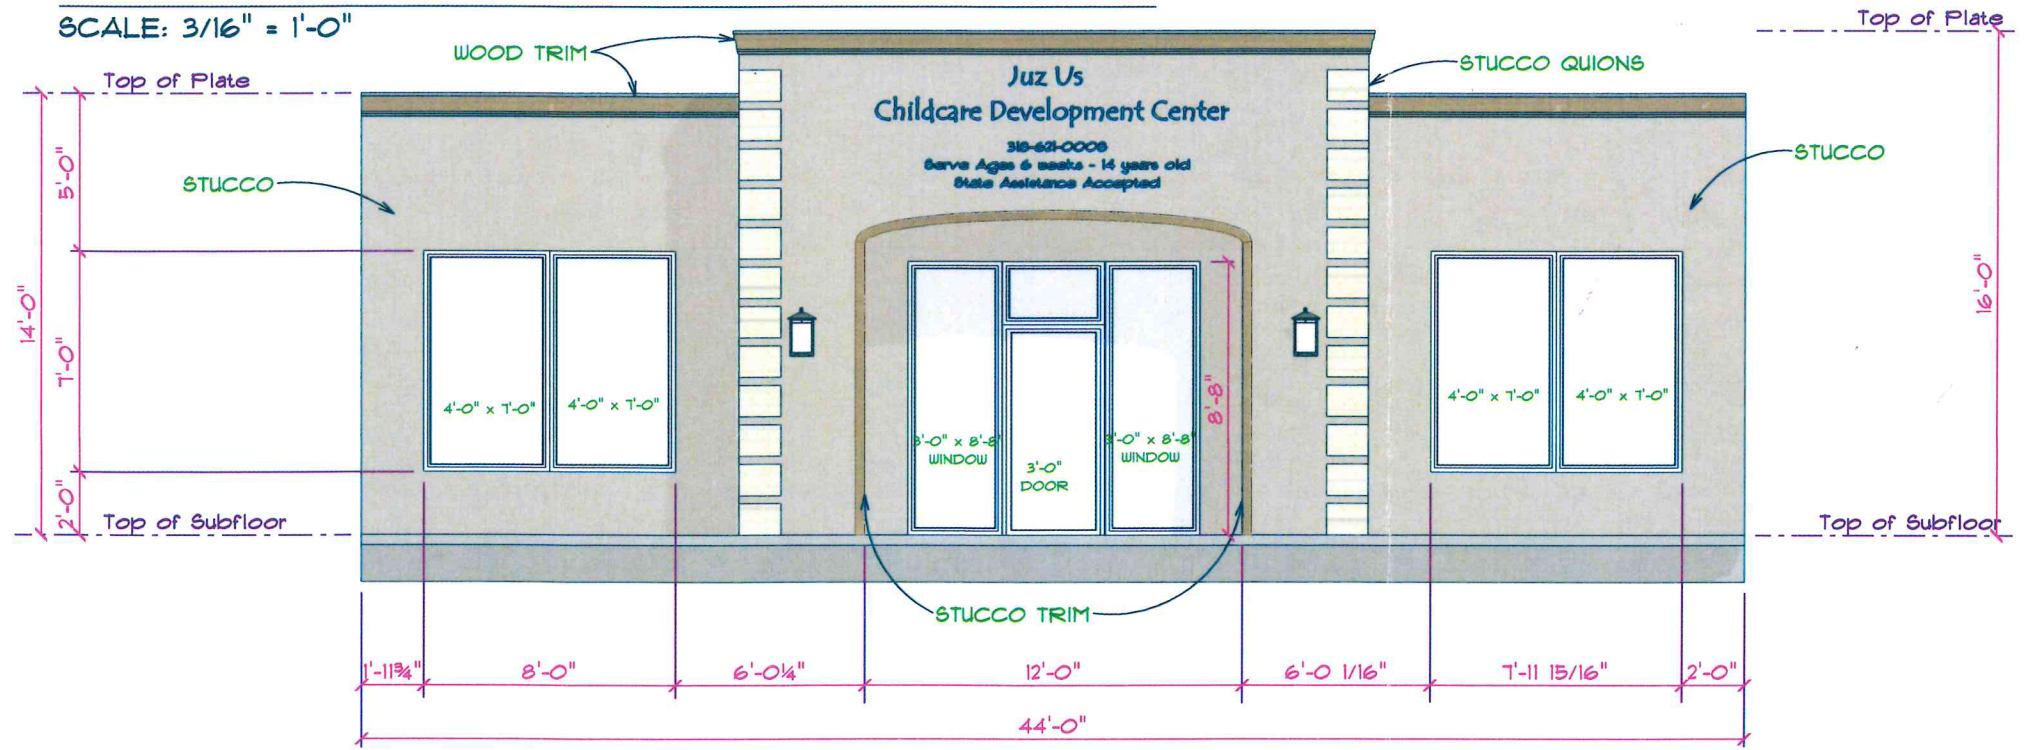 SCALE: 3/16" = 1'-0"
Top of Plate
WOOD TRIM
Top of Plate
STUCCO QUIONS
Juz Us
Childcare Development Center
318-621-0008
Serve Ages 6 weeks - 14 years old
State Assistance Accepted
STUCCO
STUCCO
5'-0"
14'-0"
7'-0"
2'-0"
16'-0"
8'-8"
4'-0" x 7'-0"
4'-0" x 7'-0"
3'-0" x 8'-8"
WINDOW
3'-0"
DOOR
3'-0" x 8'-8"
WINDOW
4'-0" x 7'-0"
4'-0" x 7'-0"
Top of Subfloor
Top of Subfloor
STUCCO TRIM
1'-11¾"
8'-0"
6'-0¼"
12'-0"
6'-0 1/16"
7'-11 15/16"
2'-0"
44'-0"